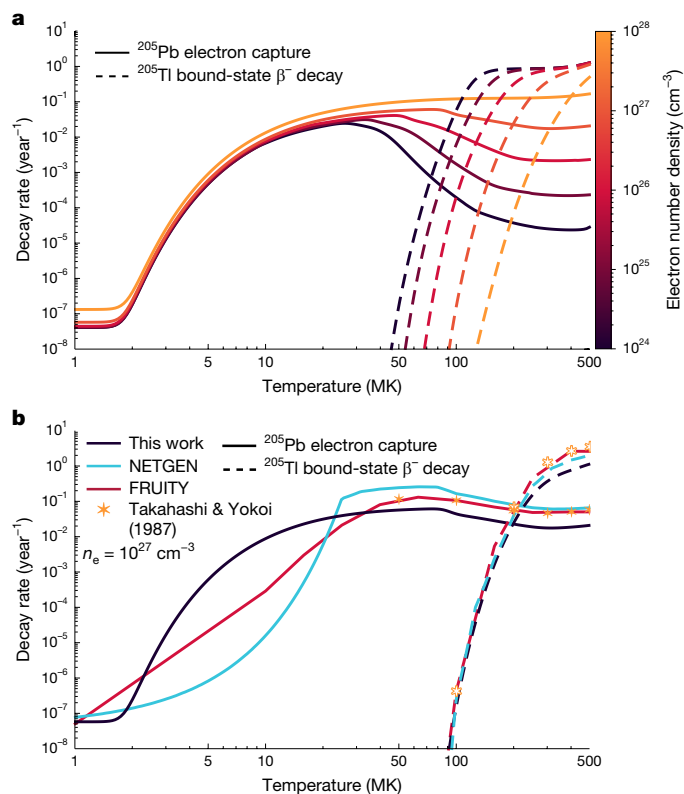 a
10¹
10⁰
10⁻¹
10⁻²
10⁻³
10⁻⁴
10⁻⁵
10⁻⁶
10⁻⁷
10⁻⁸
Decay rate (year⁻¹)
²⁰⁵Pb electron capture
²⁰⁵Tl bound-state β⁻ decay
1 5 10 50 100 500
Temperature (MK)
10²⁸
10²⁷
10²⁶
10²⁵
10²⁴
Electron number density (cm⁻³)
b
10¹
10⁰
10⁻¹
10⁻²
10⁻³
10⁻⁴
10⁻⁵
10⁻⁶
10⁻⁷
10⁻⁸
Decay rate (year⁻¹)
This work
NETGEN
FRUITY
Takahashi & Yokoi
(1987)
nₑ = 10²⁷ cm⁻³
²⁰⁵Pb electron capture
²⁰⁵Tl bound-state β⁻ decay
1 5 10 50 100 500
Temperature (MK)